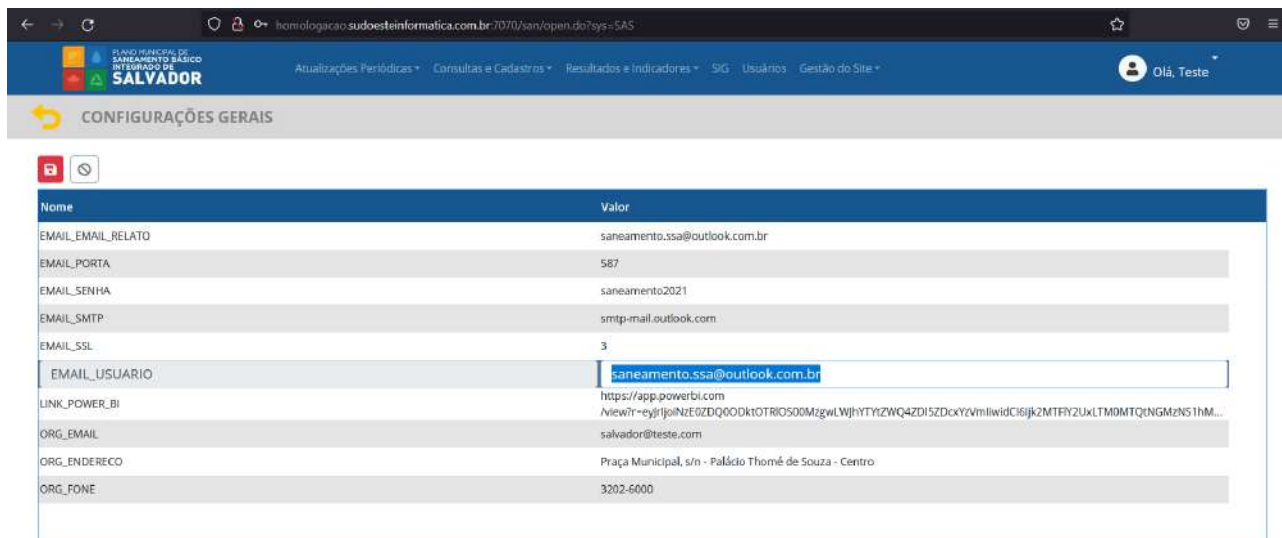 homologacao.sudoesteinformatica.com.br:7070/san/open.do?sys=SAS
PLANO MUNICIPAL DE
SANEAMENTO BÁSICO
INTEGRADO DE
SALVADOR
Atualizações Periódicas Consultas e Cadastros Resultados e Indicadores SIG Usuários Gestão do Site
Olá, Teste
CONFIGURAÇÕES GERAIS
Nome Valor
EMAIL_EMAIL_RELATO saneamento.ssa@outlook.com.br
EMAIL_PORTA 587
EMAIL_SENHA saneamento2021
EMAIL_SMTP smtp-mail.outlook.com
EMAIL_SSL 3
EMAIL_USUARIO saneamento.ssa@outlook.com.br
LINK_POWER_BI https://app.powerbi.com
ORG_EMAIL salvador@teste.com
ORG_ENDERECO Praça Municipal, s/n - Palácio Thomé de Souza - Centro
ORG_FONE 3202-6000